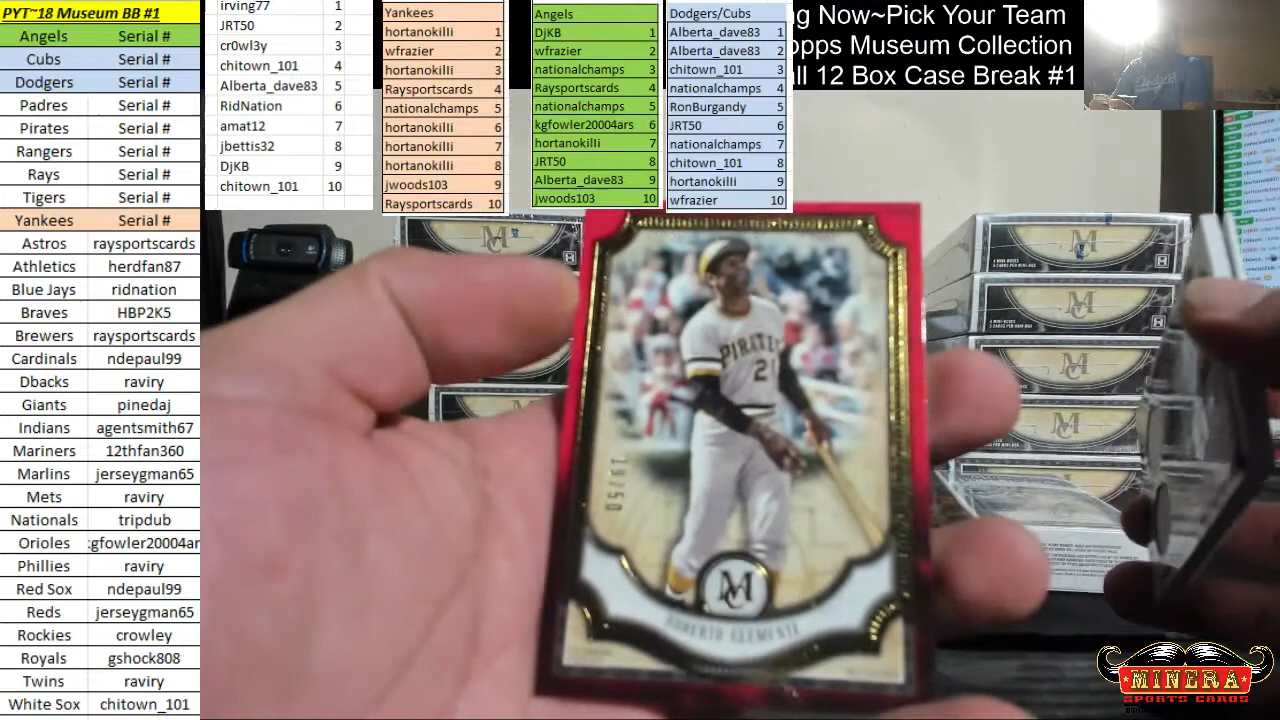 PYT~18 Museum BB #1
Angels Serial #
Cubs Serial #
Dodgers Serial #
Padres Serial #
Pirates Serial #
Rangers Serial #
Rays Serial #
Tigers Serial #
Yankees Serial #
Astros raysportscards
Athletics herdfan87
Blue Jays ridnation
Braves HBP2K5
Brewers raysportscards
Cardinals ndepaul99
Dbacks raviry
Giants pinedaj
Indians agentsmith67
Mariners 12thfan360
Marlins jerseygman65
Mets raviry
Nationals tripdub
Orioles kgfowler20004ar
Phillies raviry
Red Sox ndepaul99
Reds jerseygman65
Rockies crowley
Royals gshock808
Twins raviry
White Sox chitown_101
irving77 1
JRT50 2
cr0wl3y 3
chitown_101 4
Alberta_dave83 5
RidNation 6
amat12 7
jbettis32 8
DjKB 9
chitown_101 10
Yankees
hortanokilli 1
wfrazier 2
hortanokilli 3
Raysportscards 4
nationalchamps 5
hortanokilli 6
hortanokilli 7
hortanokilli 8
jwoods103 9
Raysportscards 10
Angels
DjKB 1
wfrazier 2
nationalchamps 3
Raysportscards 4
nationalchamps 5
kgfowler20004ars 6
hortanokilli 7
JRT50 8
Alberta_dave83 9
jwoods103 10
Dodgers/Cubs
Alberta_dave83 1
Alberta_dave83 2
chitown_101 3
nationalchamps 4
RonBurgandy 5
JRT50 6
nationalchamps 7
chitown_101 8
hortanokilli 9
wfrazier 10
ng Now~Pick Your Team
opps Museum Collection
all 12 Box Case Break #1
PIRATES
21
MC
ROBERTO CLEMENTE
MINERA
SPORTS CARDS